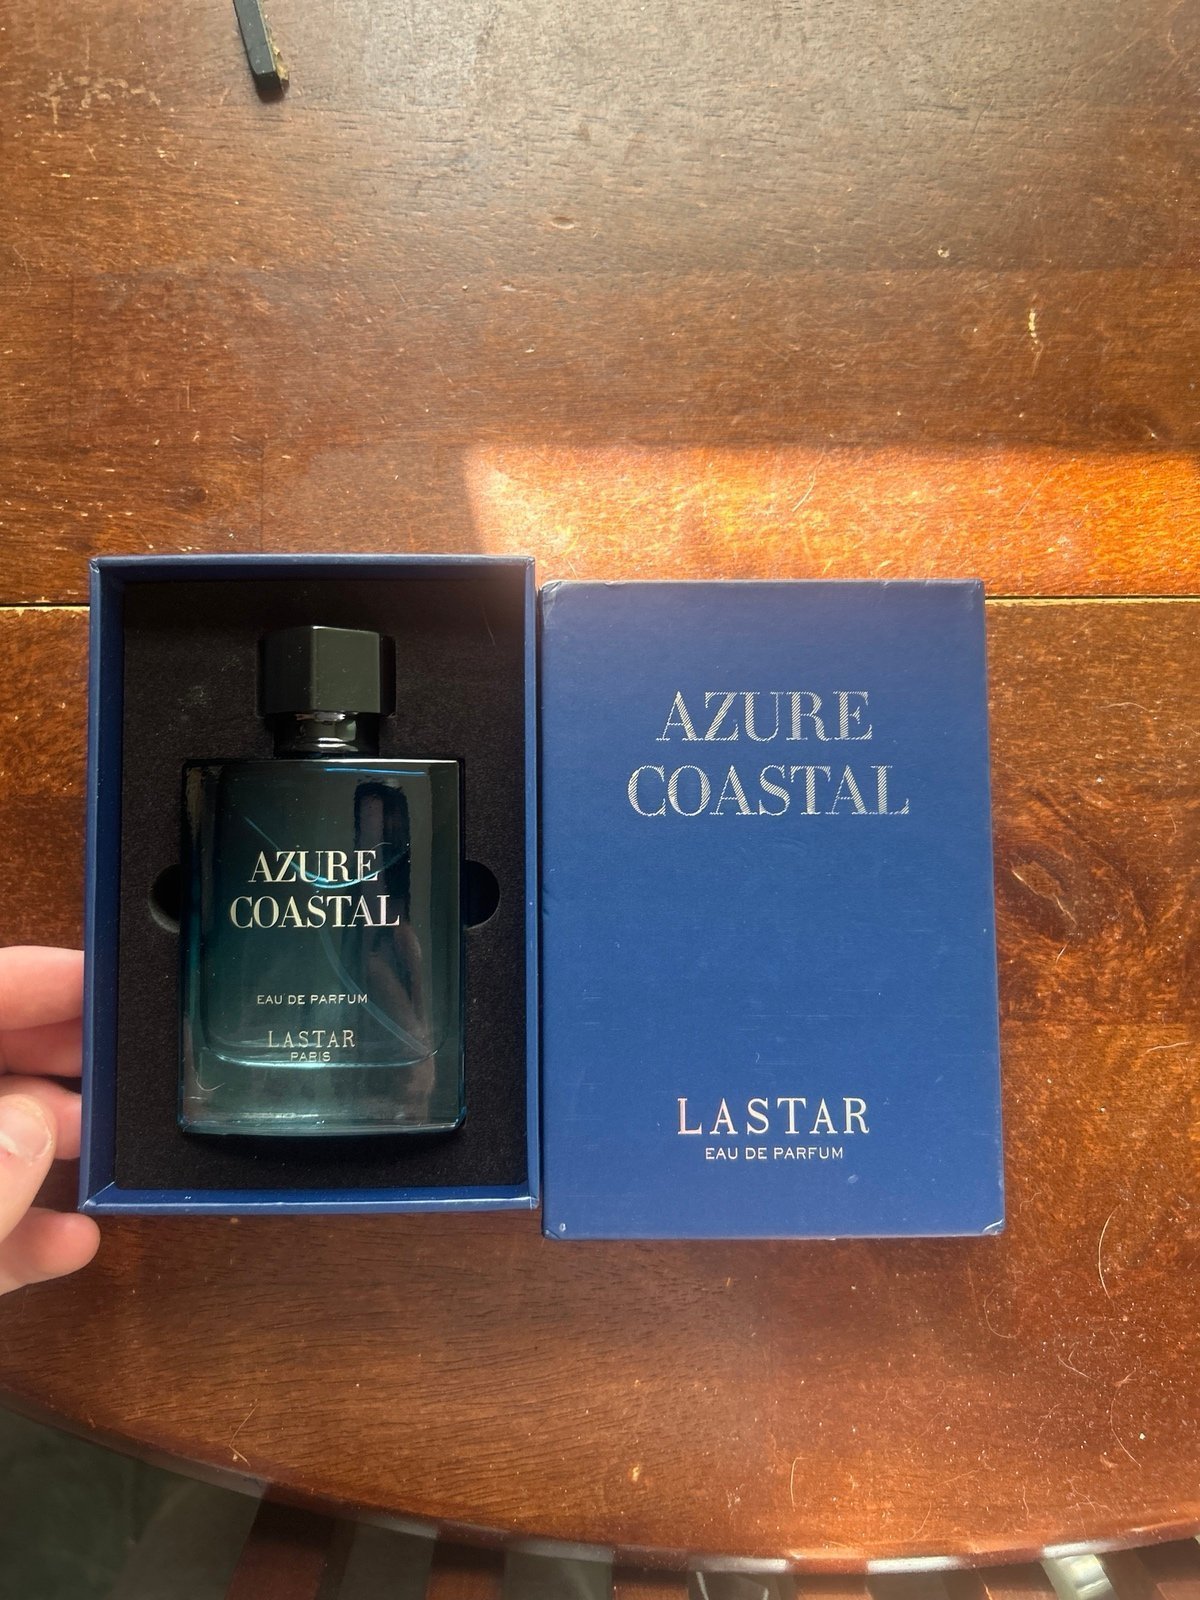 AZURE
COASTAL
EAU DE PARFUM
LASTAR
PARIS
AZURE
COASTAL
LASTAR
EAU DE PARFUM